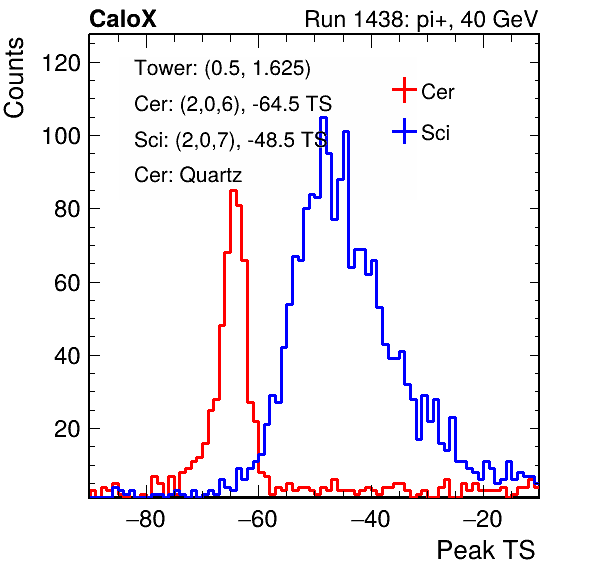 CaloX Run 1438: pi+, 40 GeV
Counts
Tower: (0.5, 1.625)
Cer: (2,0,6), -64.5 TS
Sci: (2,0,7), -48.5 TS
Cer: Quartz
Cer
Sci
120
100
80
60
40
20
−80 −60 −40 −20
Peak TS